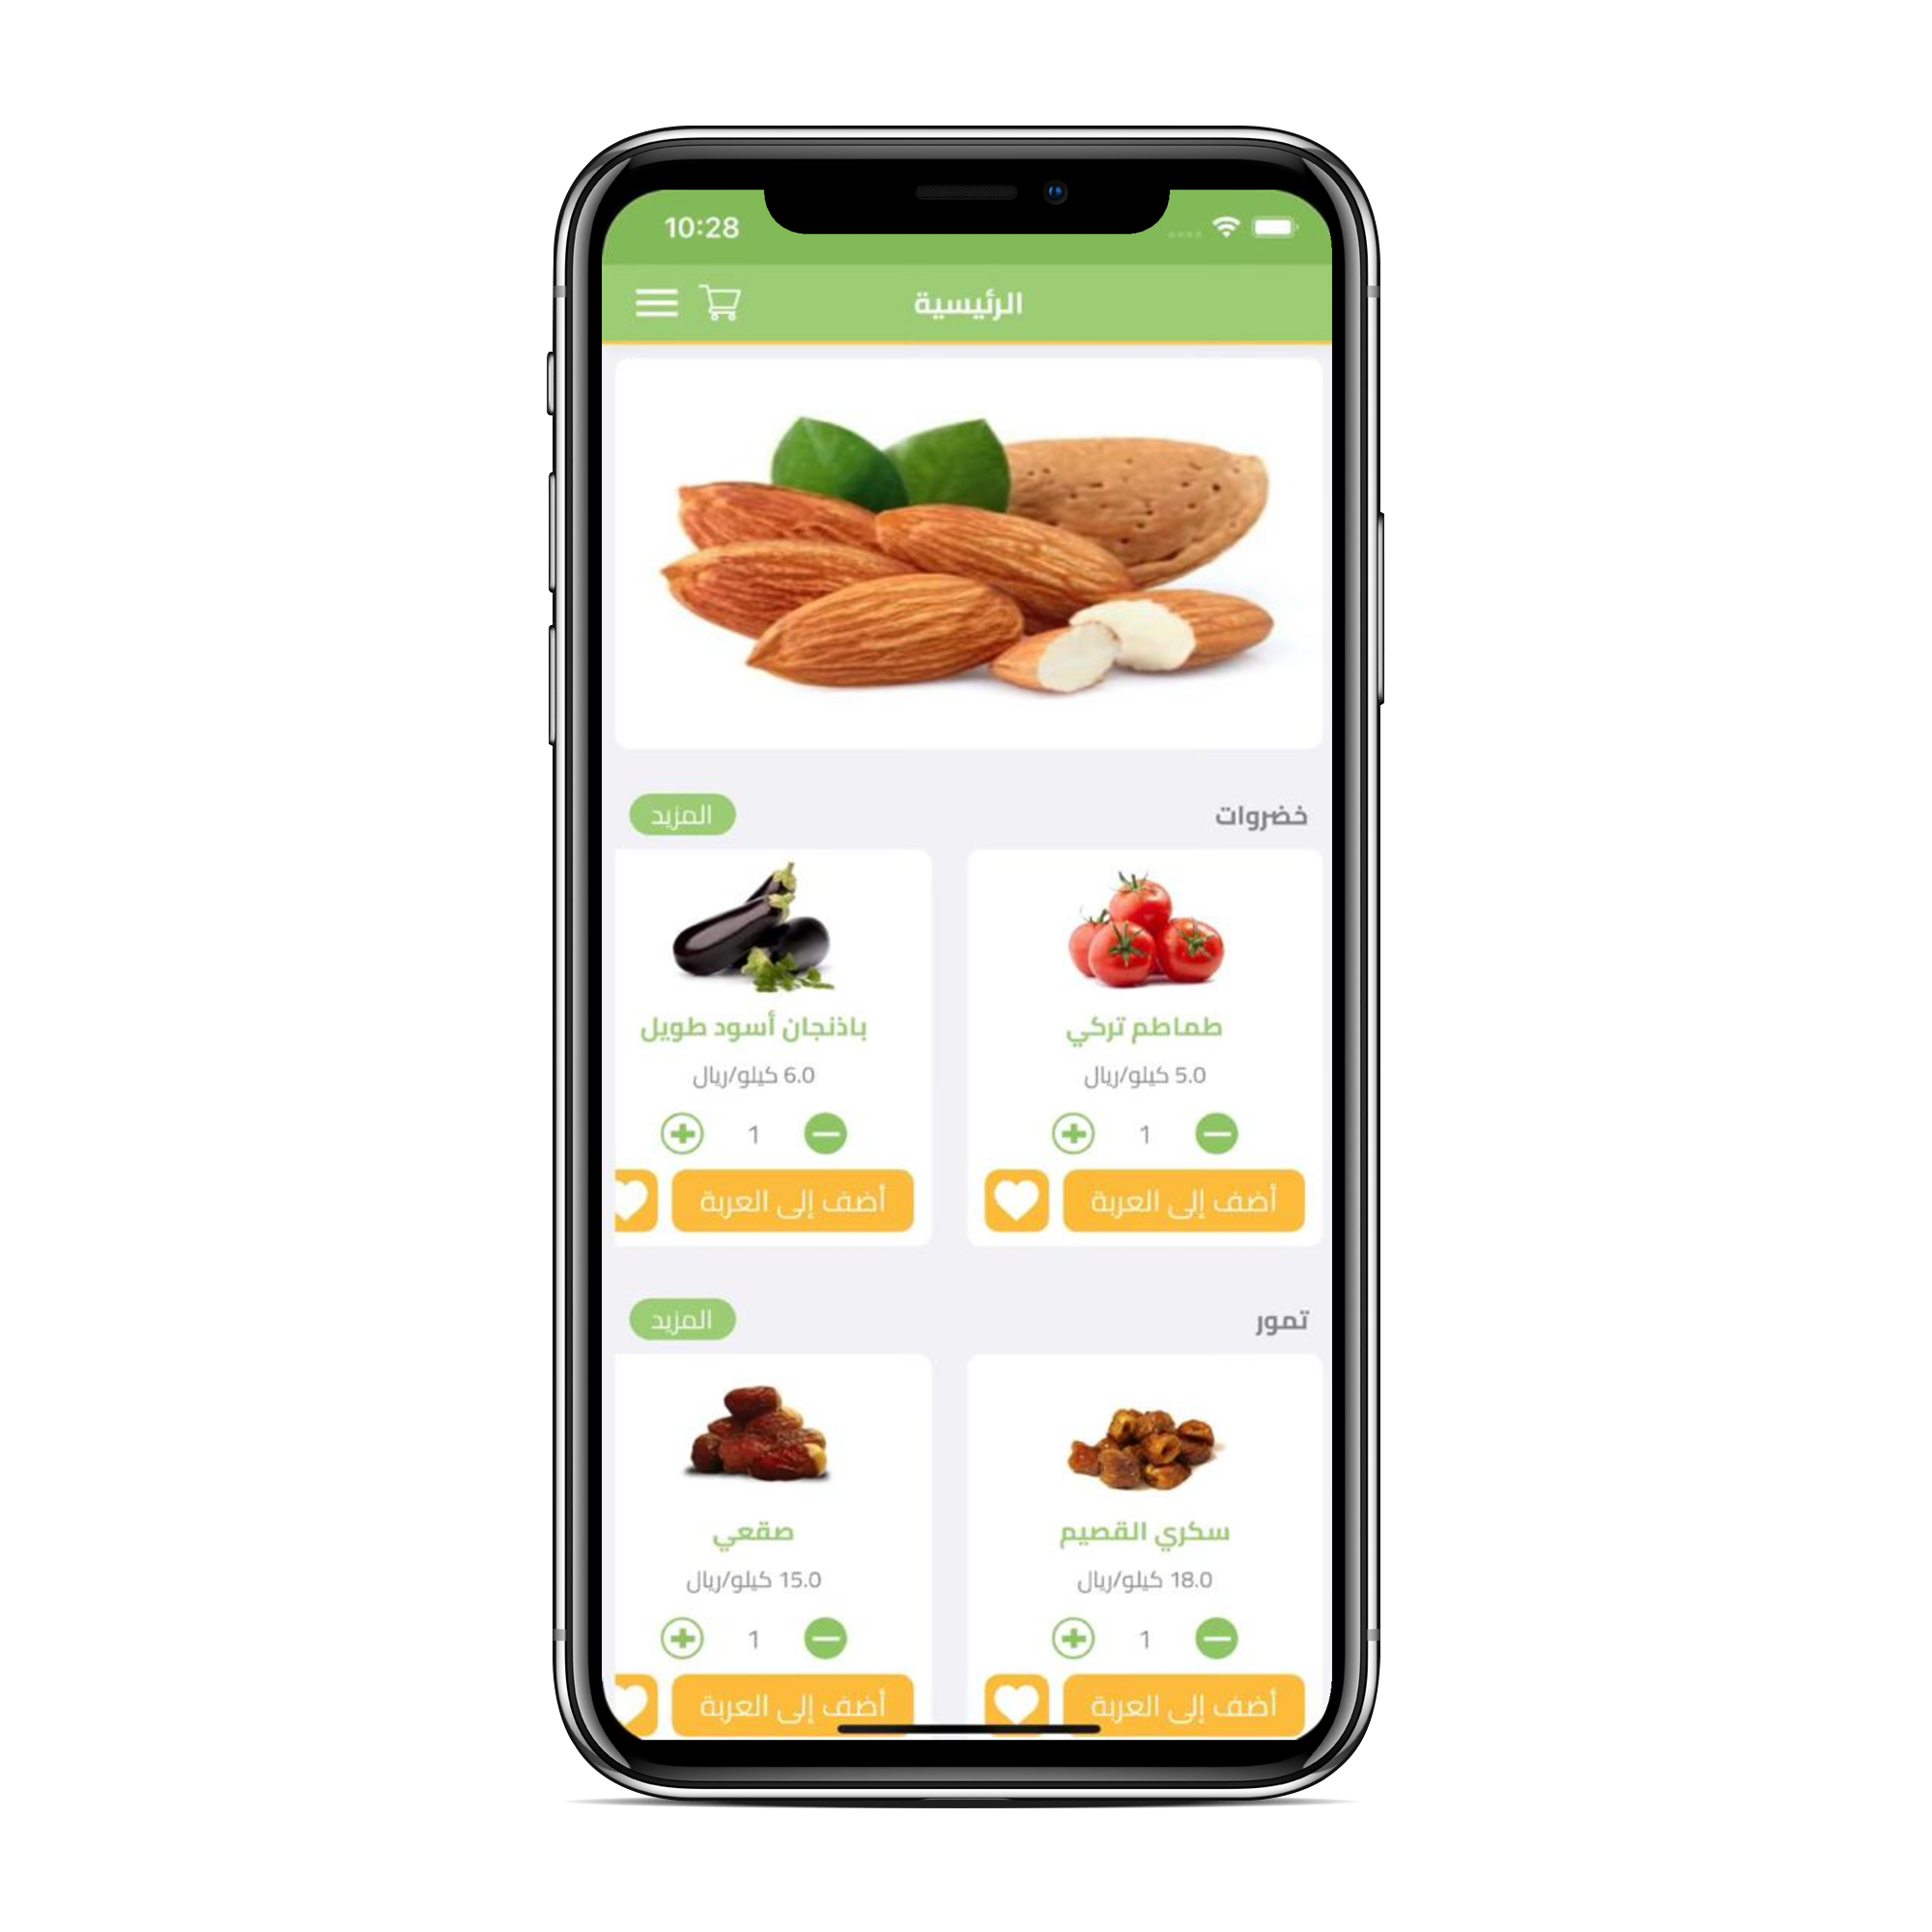 10:28
الرئيسية
خضروات
المزيد
طماطم تركي
5.0 كيلو/ريال
1
أضف إلى العربة
باذنجان أسود طويل
6.0 كيلو/ريال
1
أضف إلى العربة
تمور
المزيد
سكري القصيم
18.0 كيلو/ريال
1
أضف إلى العربة
صقعي
15.0 كيلو/ريال
1
أضف إلى العربة